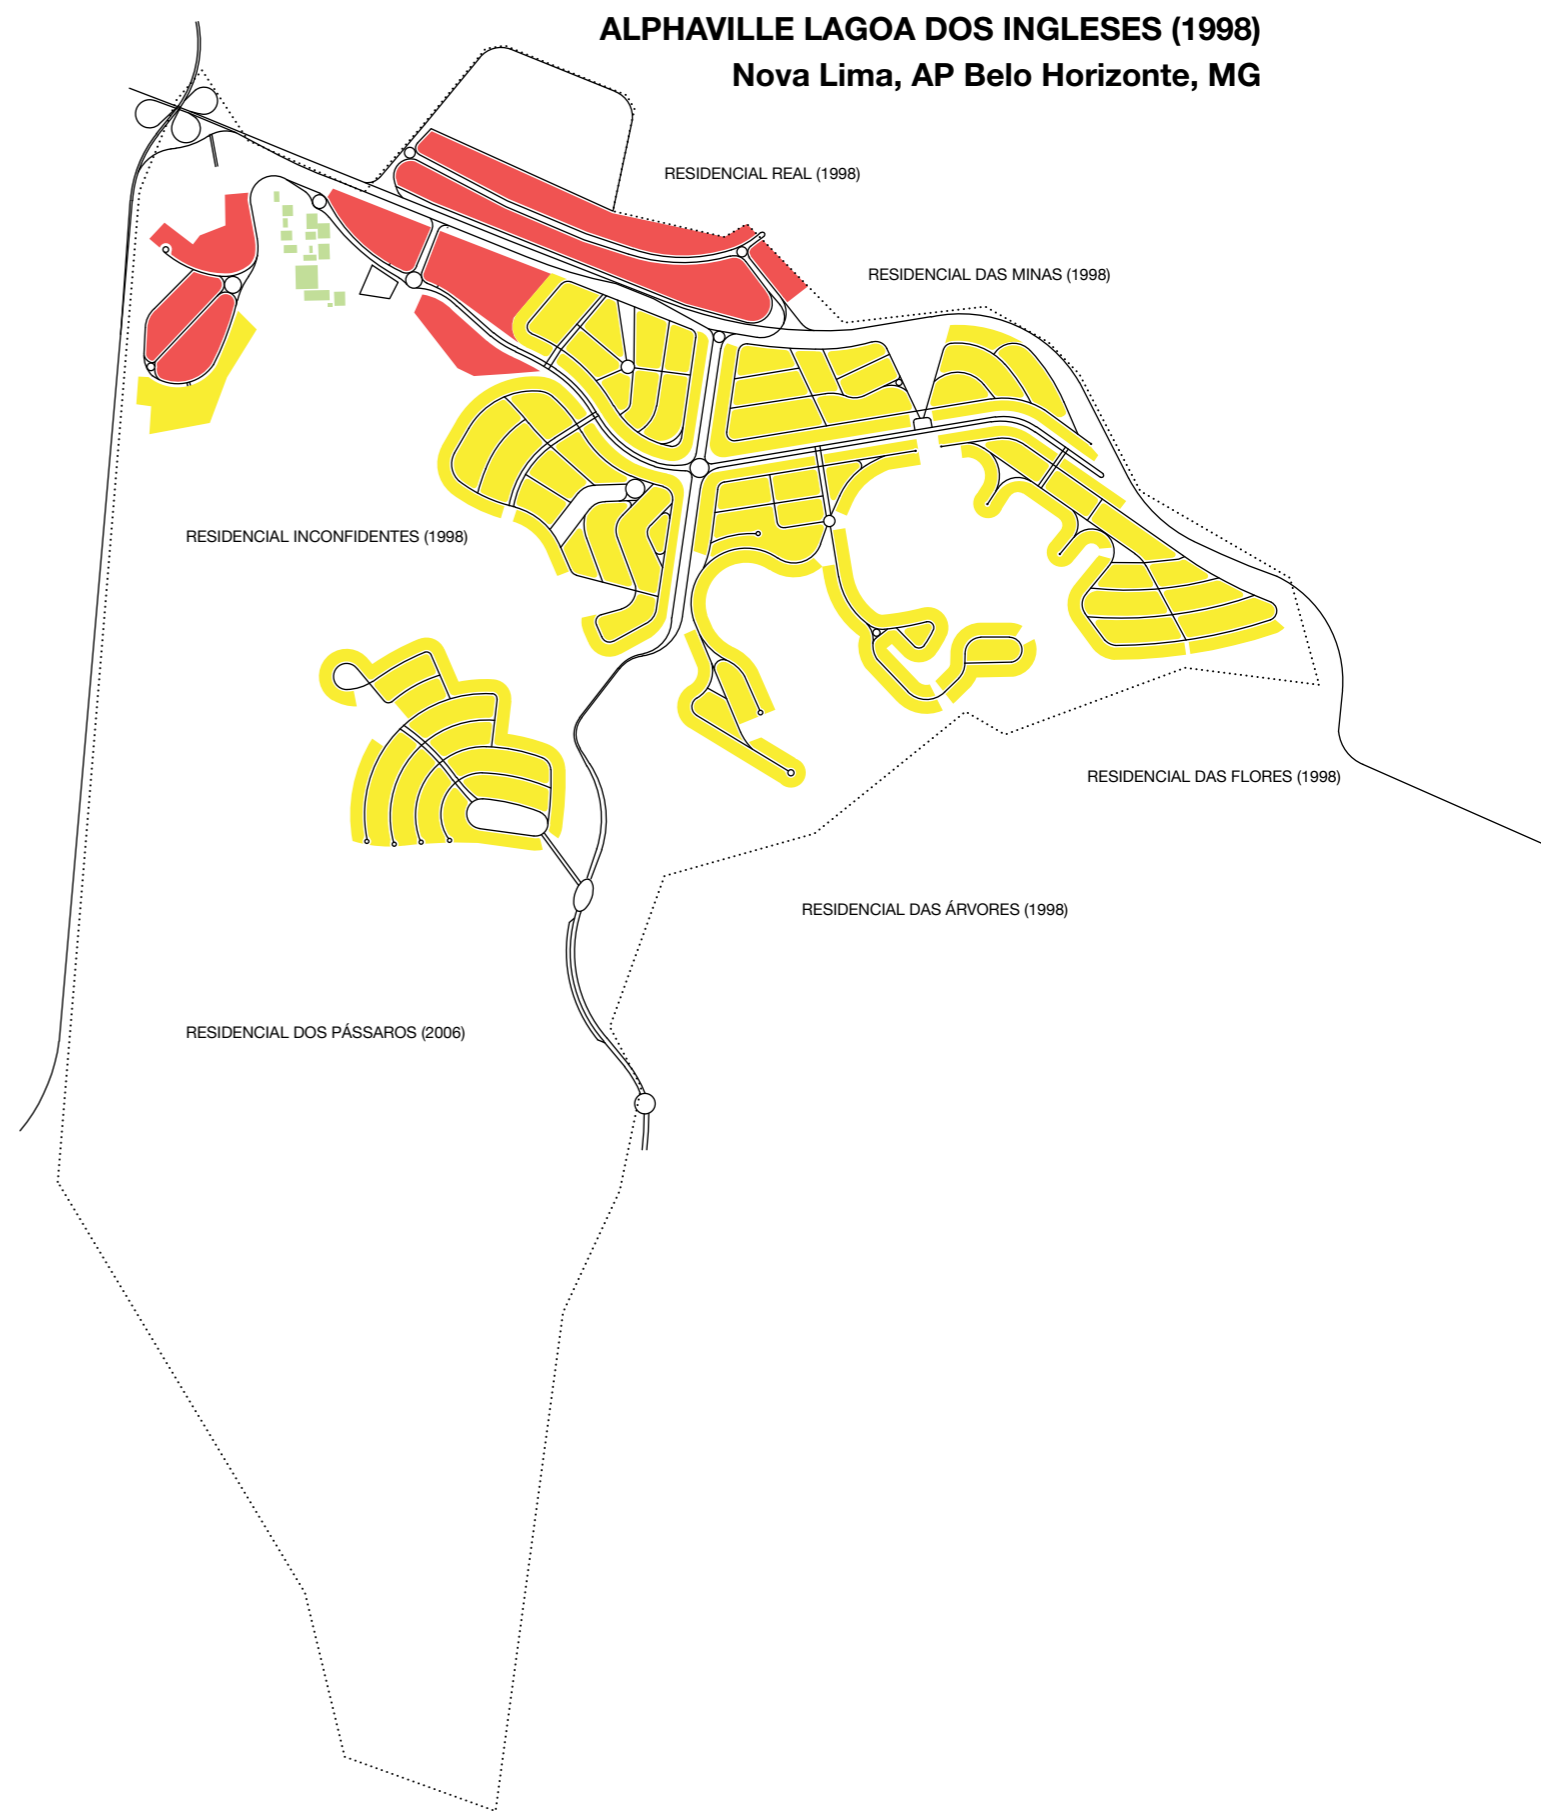 ALPHAVILLE LAGOA DOS INGLESES (1998)
Nova Lima, AP Belo Horizonte, MG
RESIDENCIAL REAL (1998)
RESIDENCIAL DAS MINAS (1998)
RESIDENCIAL INCONFIDENTES (1998)
RESIDENCIAL DAS FLORES (1998)
RESIDENCIAL DAS ÁRVORES (1998)
RESIDENCIAL DOS PÁSSAROS (2006)